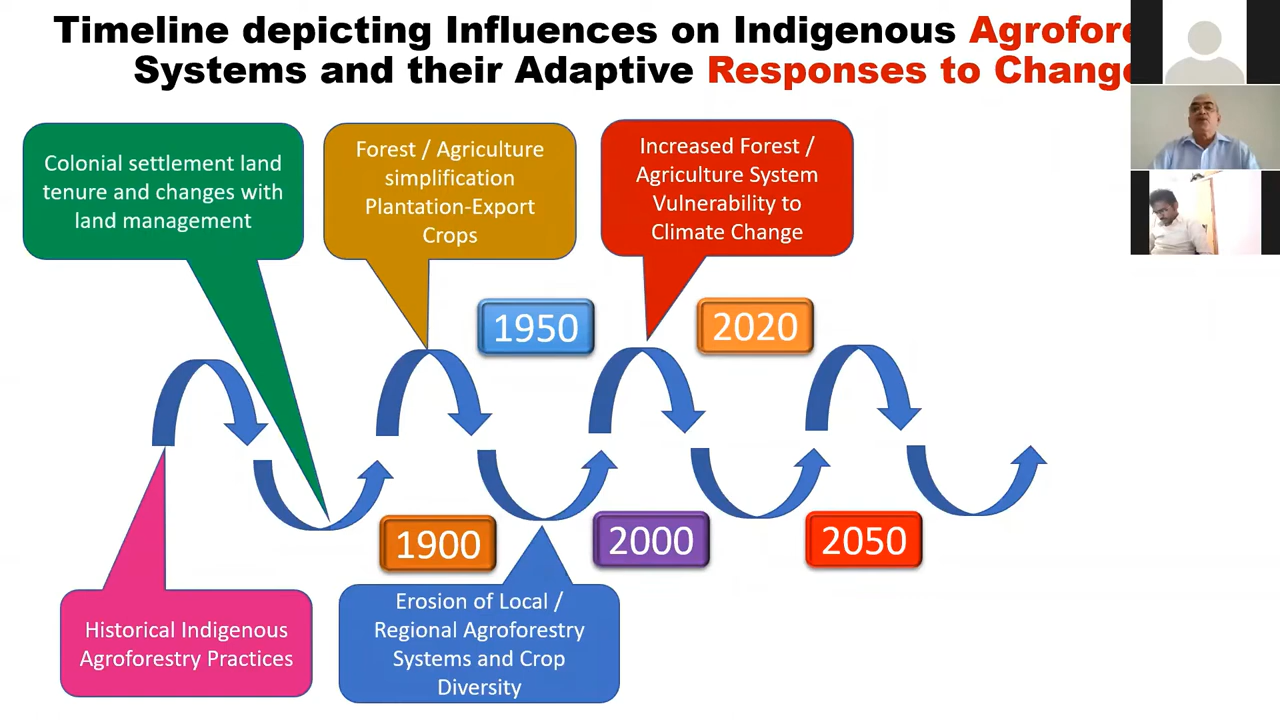 Timeline depicting Influences on Indigenous Agrofore
Systems and their Adaptive Responses to Change
Colonial settlement land
tenure and changes with
land management
Forest / Agriculture
simplification
Plantation-Export
Crops
Increased Forest /
Agriculture System
Vulnerability to
Climate Change
1950
2020
1900
2000
2050
Historical Indigenous
Agroforestry Practices
Erosion of Local /
Regional Agroforestry
Systems and Crop
Diversity